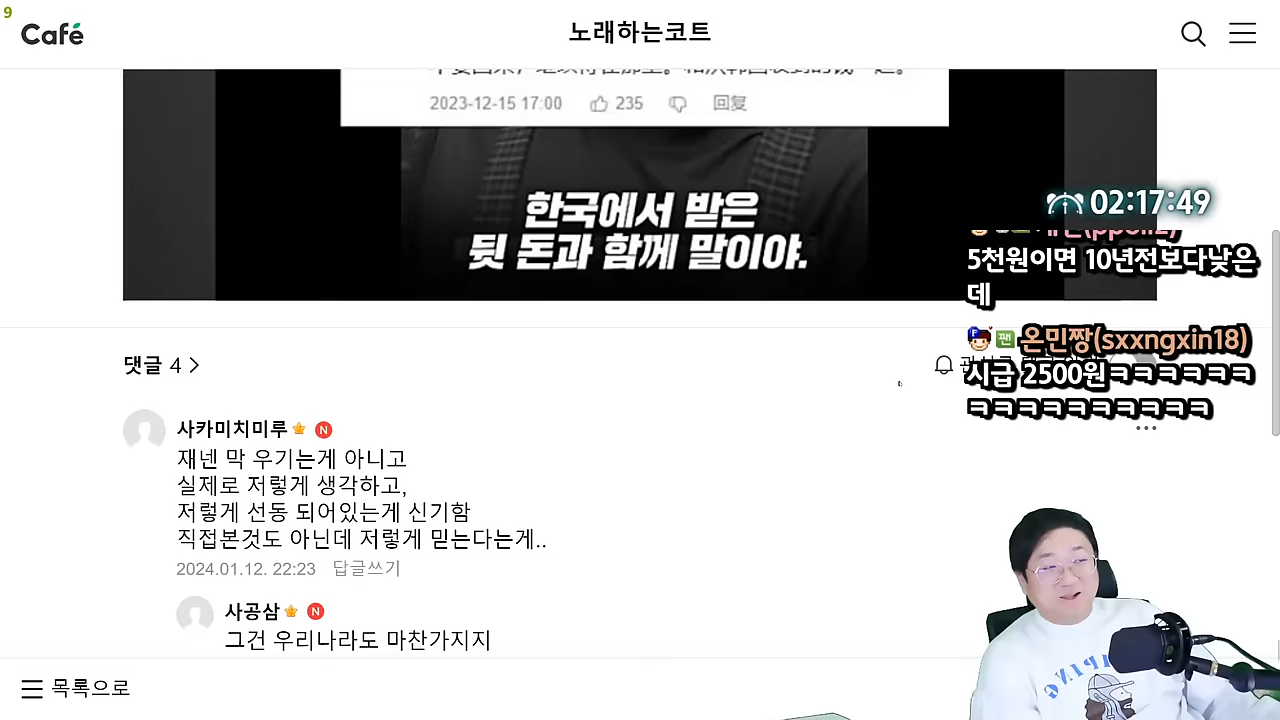 9
Café
노래하는코트
2023-12-15 17:00
235
回复
한국에서 받은
뒷 돈과 함께 말이야.
02:17:49
5천원이면 10년전보다낮은
데
팬 온민짱(sxxngxin18)
시급 2500원ㅋㅋㅋㅋㅋㅋ
ㅋㅋㅋㅋㅋㅋㅋㅋㅋㅋ
댓글 4
사카미치미루 N
재넨 막 우기는게 아니고
실제로 저렇게 생각하고,
저렇게 선동 되어있는게 신기함
직접본것도 아닌데 저렇게 믿는다는게..
2024.01.12. 22:23 답글쓰기
사공삼 N
그건 우리나라도 마찬가지지
목록으로